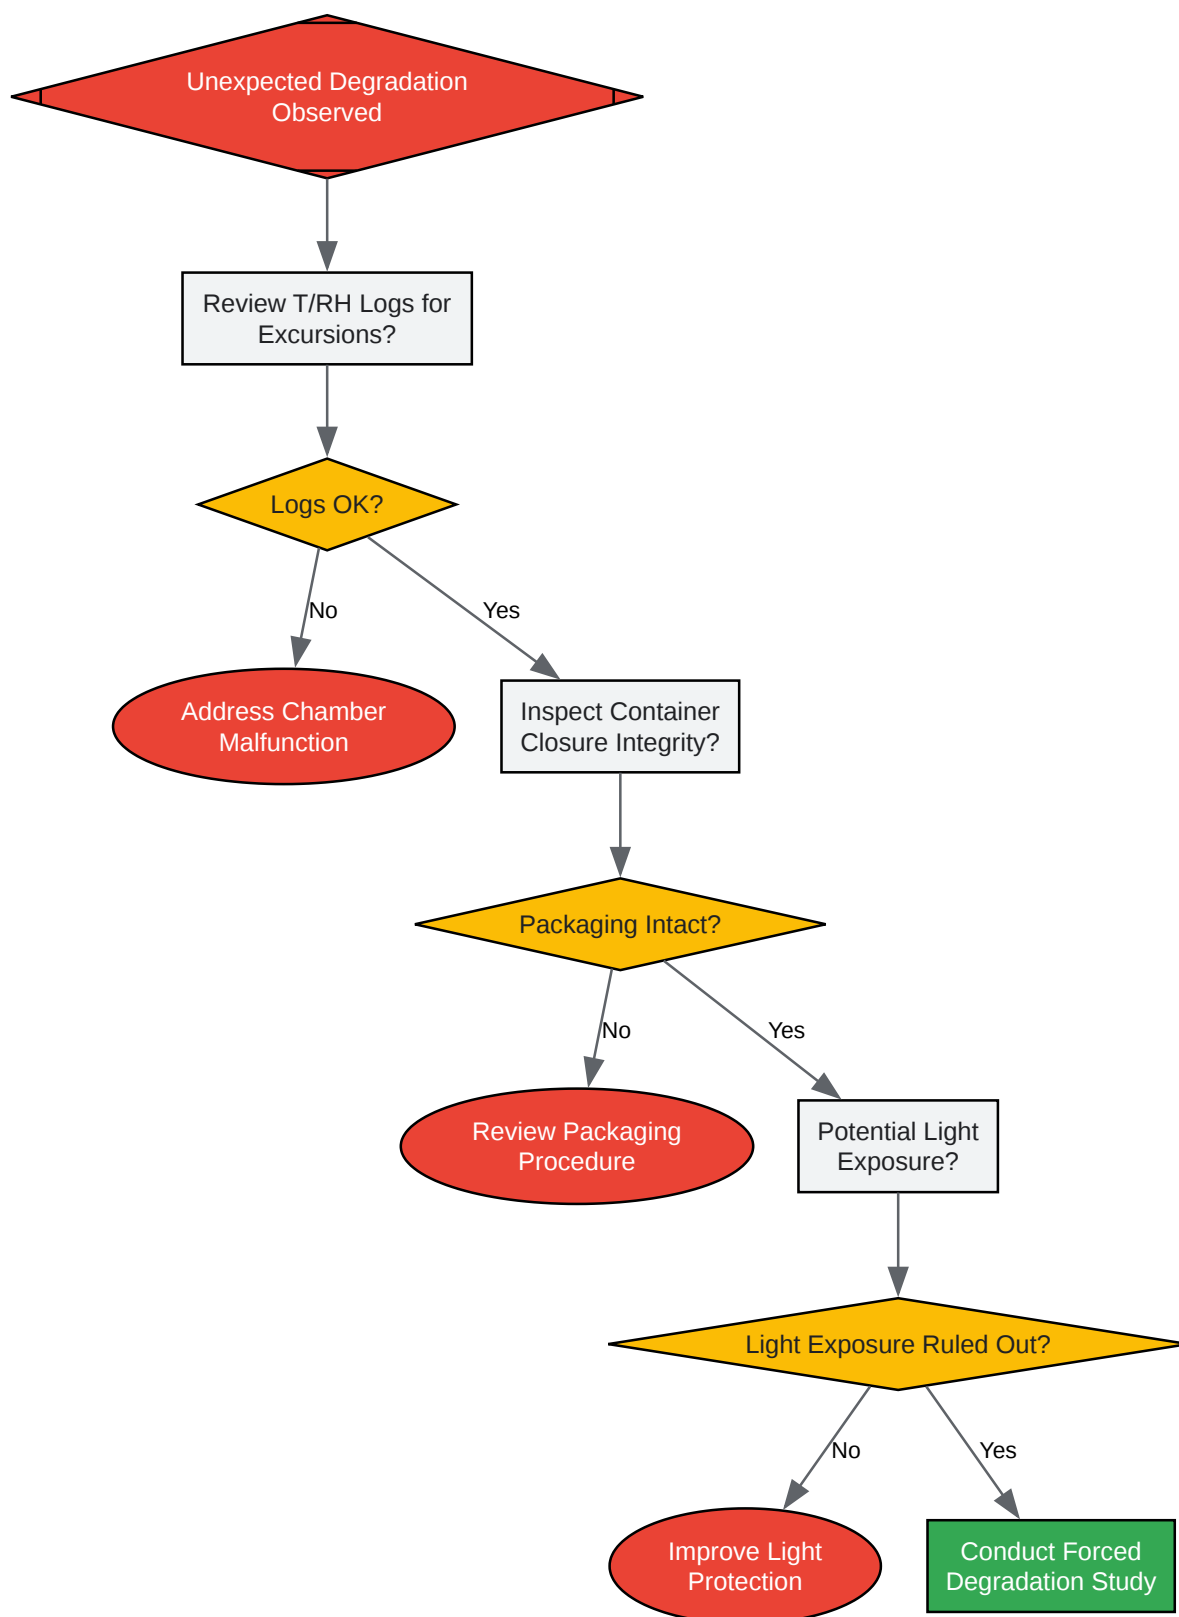 Unexpected Degradation
Observed
Review T/RH Logs for
Excursions?
Logs OK?
No
Yes
Address Chamber
Malfunction
Inspect Container
Closure Integrity?
Packaging Intact?
No
Yes
Review Packaging
Procedure
Potential Light
Exposure?
Light Exposure Ruled Out?
No
Yes
Improve Light
Protection
Conduct Forced
Degradation Study